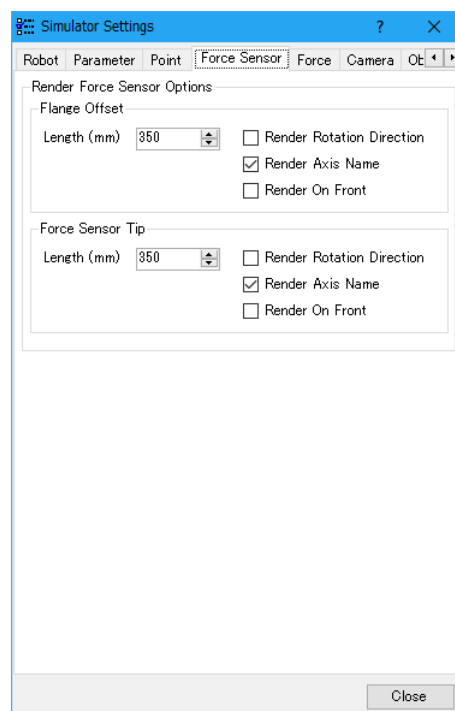 Simulator Settings ?
Robot Parameter Point Force Sensor Force Camera
Render Force Sensor Options
Flange Offset
Length (mm) 350 Render Rotation Direction
Render Axis Name
Render On Front
Force Sensor Tip
Length (mm) 350 Render Rotation Direction
Render Axis Name
Render On Front
Close